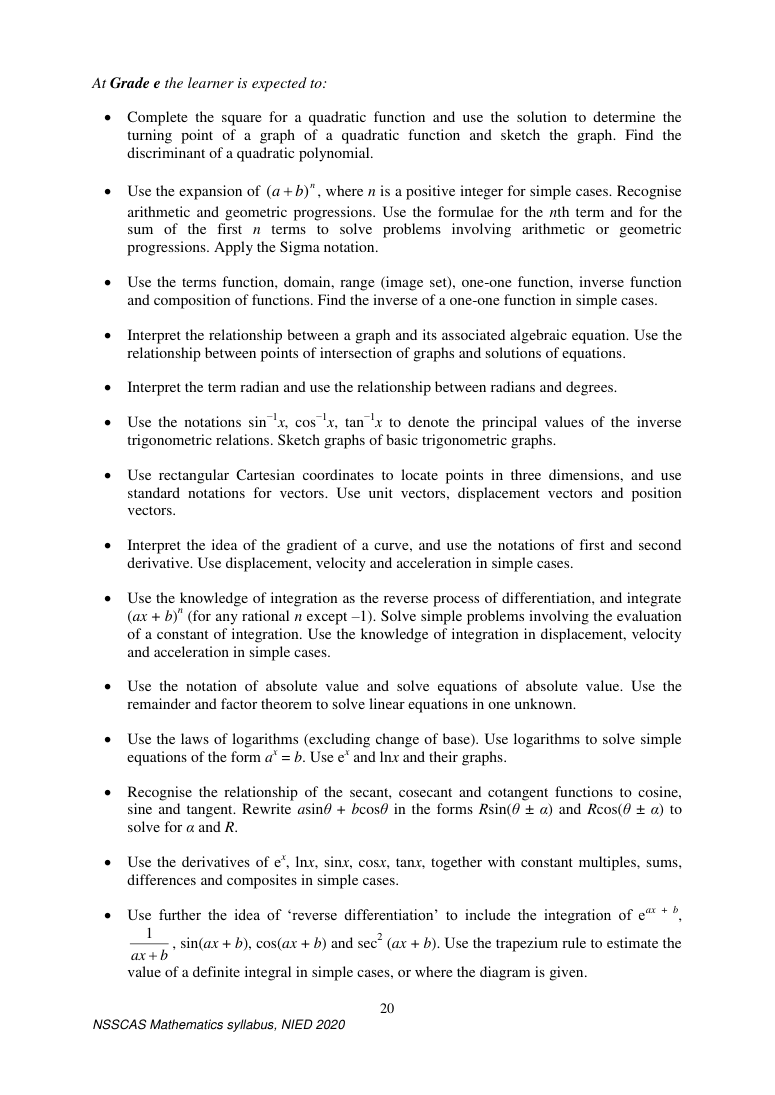 At Grade e the learner is expected to:
• Complete the square for a quadratic function and use the solution to determine the
turning point of a graph of a quadratic function and sketch the graph. Find the
discriminant of a quadratic polynomial.
• Use the expansion of (a + b)ⁿ, where n is a positive integer for simple cases. Recognise
arithmetic and geometric progressions. Use the formulae for the nth term and for the
sum of the first n terms to solve problems involving arithmetic or geometric
progressions. Apply the Sigma notation.
• Use the terms function, domain, range (image set), one-one function, inverse function
and composition of functions. Find the inverse of a one-one function in simple cases.
• Interpret the relationship between a graph and its associated algebraic equation. Use the
relationship between points of intersection of graphs and solutions of equations.
• Interpret the term radian and use the relationship between radians and degrees.
• Use the notations sin⁻¹x, cos⁻¹x, tan⁻¹x to denote the principal values of the inverse
trigonometric relations. Sketch graphs of basic trigonometric graphs.
• Use rectangular Cartesian coordinates to locate points in three dimensions, and use
standard notations for vectors. Use unit vectors, displacement vectors and position
vectors.
• Interpret the idea of the gradient of a curve, and use the notations of first and second
derivative. Use displacement, velocity and acceleration in simple cases.
• Use the knowledge of integration as the reverse process of differentiation, and integrate
(ax + b)ⁿ (for any rational n except –1). Solve simple problems involving the evaluation
of a constant of integration. Use the knowledge of integration in displacement, velocity
and acceleration in simple cases.
• Use the notation of absolute value and solve equations of absolute value. Use the
remainder and factor theorem to solve linear equations in one unknown.
• Use the laws of logarithms (excluding change of base). Use logarithms to solve simple
equations of the form aˣ = b. Use eˣ and lnx and their graphs.
• Recognise the relationship of the secant, cosecant and cotangent functions to cosine,
sine and tangent. Rewrite asinθ + bcosθ in the forms Rsin(θ ± α) and Rcos(θ ± α) to
solve for α and R.
• Use the derivatives of eˣ, lnx, sinx, cosx, tanx, together with constant multiples, sums,
differences and composites in simple cases.
• Use further the idea of ‘reverse differentiation’ to include the integration of e^(ax + b),
1/(ax + b), sin(ax + b), cos(ax + b) and sec² (ax + b). Use the trapezium rule to estimate the
value of a definite integral in simple cases, or where the diagram is given.
20
NSSCAS Mathematics syllabus, NIED 2020